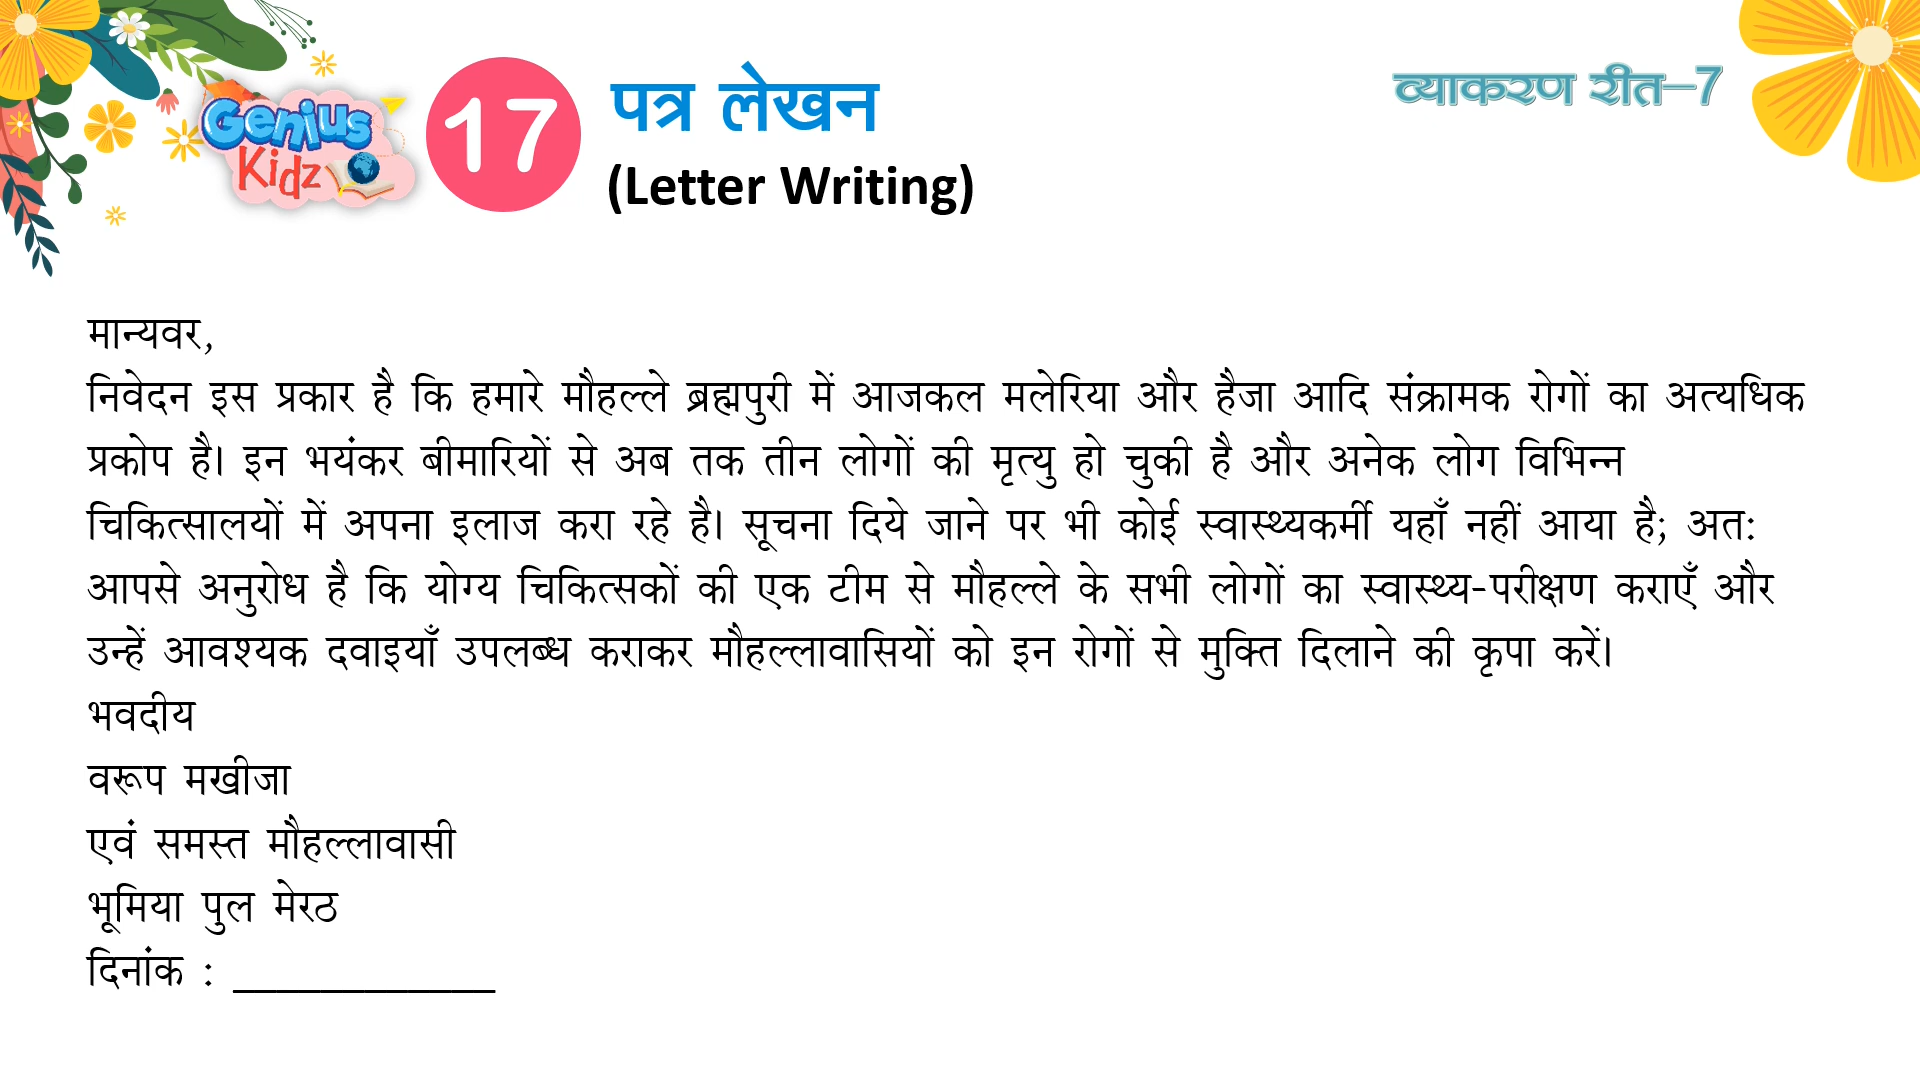 Genius
Kidz
17
पत्र लेखन
(Letter Writing)
व्याकरण रीत–7
मान्यवर,
निवेदन इस प्रकार है कि हमारे मौहल्ले ब्रह्मपुरी में आजकल मलेरिया और हैजा आदि संक्रामक रोगों का अत्यधिक
प्रकोप है। इन भयंकर बीमारियों से अब तक तीन लोगों की मृत्यु हो चुकी है और अनेक लोग विभिन्न
चिकित्सालयों में अपना इलाज करा रहे है। सूचना दिये जाने पर भी कोई स्वास्थ्यकर्मी यहाँ नहीं आया है; अतः
आपसे अनुरोध है कि योग्य चिकित्सकों की एक टीम से मौहल्ले के सभी लोगों का स्वास्थ्य-परीक्षण कराएँ और
उन्हें आवश्यक दवाइयाँ उपलब्ध कराकर मौहल्लावासियों को इन रोगों से मुक्ति दिलाने की कृपा करें।
भवदीय
वरूप मखीजा
एवं समस्त मौहल्लावासी
भूमिया पुल मेरठ
दिनांक : ____________